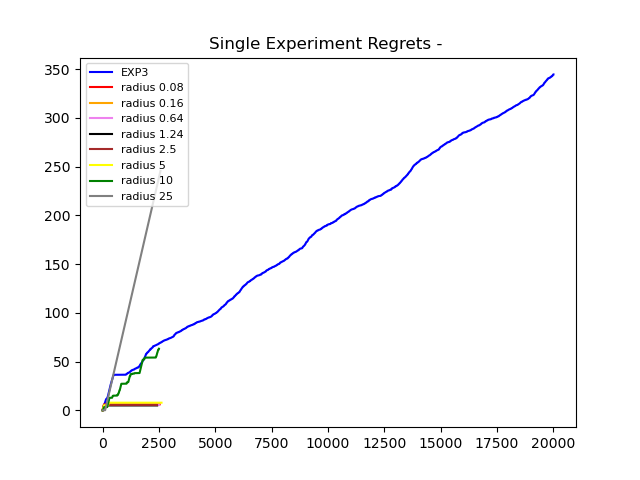 Single Experiment Regrets -
350
300
250
200
150
100
50
0
EXP3
radius 0.08
radius 0.16
radius 0.64
radius 1.24
radius 2.5
radius 5
radius 10
radius 25
0 2500 5000 7500 10000 12500 15000 17500 20000